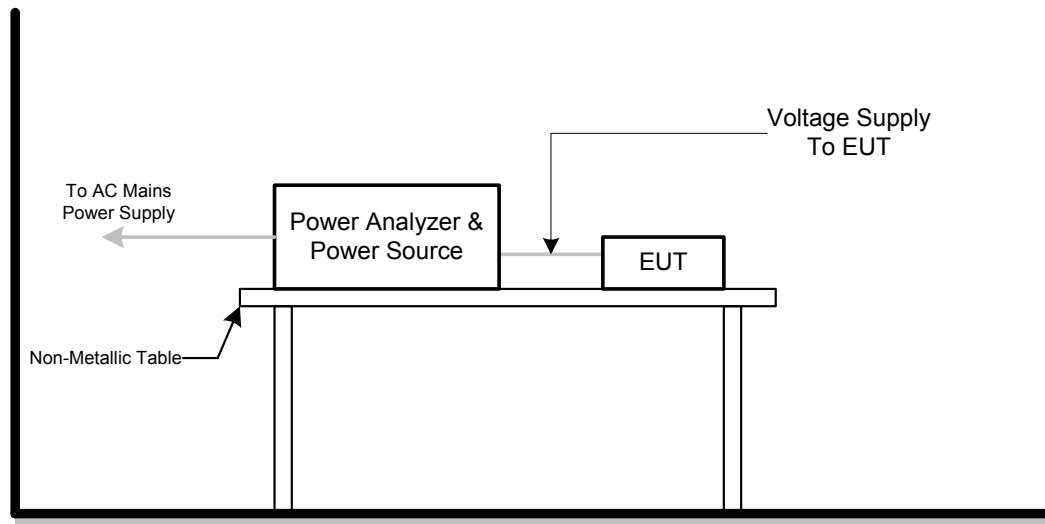 Voltage Supply
To EUT
To AC Mains
Power Supply
Power Analyzer &
Power Source
EUT
Non-Metallic Table